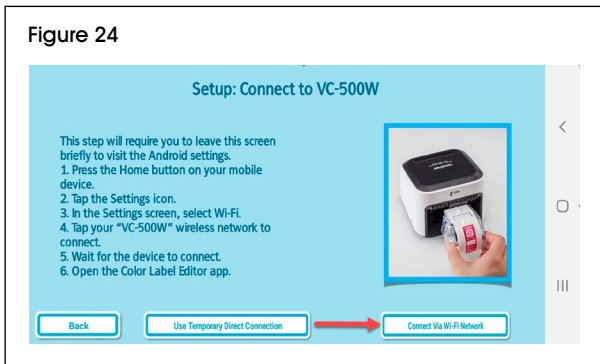 Figure 24
Setup: Connect to VC-500W
This step will require you to leave this screen
briefly to visit the Android settings.
1. Press the Home button on your mobile
device.
2. Tap the Settings icon.
3. In the Settings screen, select Wi-Fi.
4. Tap your "VC-500W" wireless network to
connect.
5. Wait for the device to connect.
6. Open the Color Label Editor app.
Back
Use Temporary Direct Connection
Connect Via Wi-Fi Network